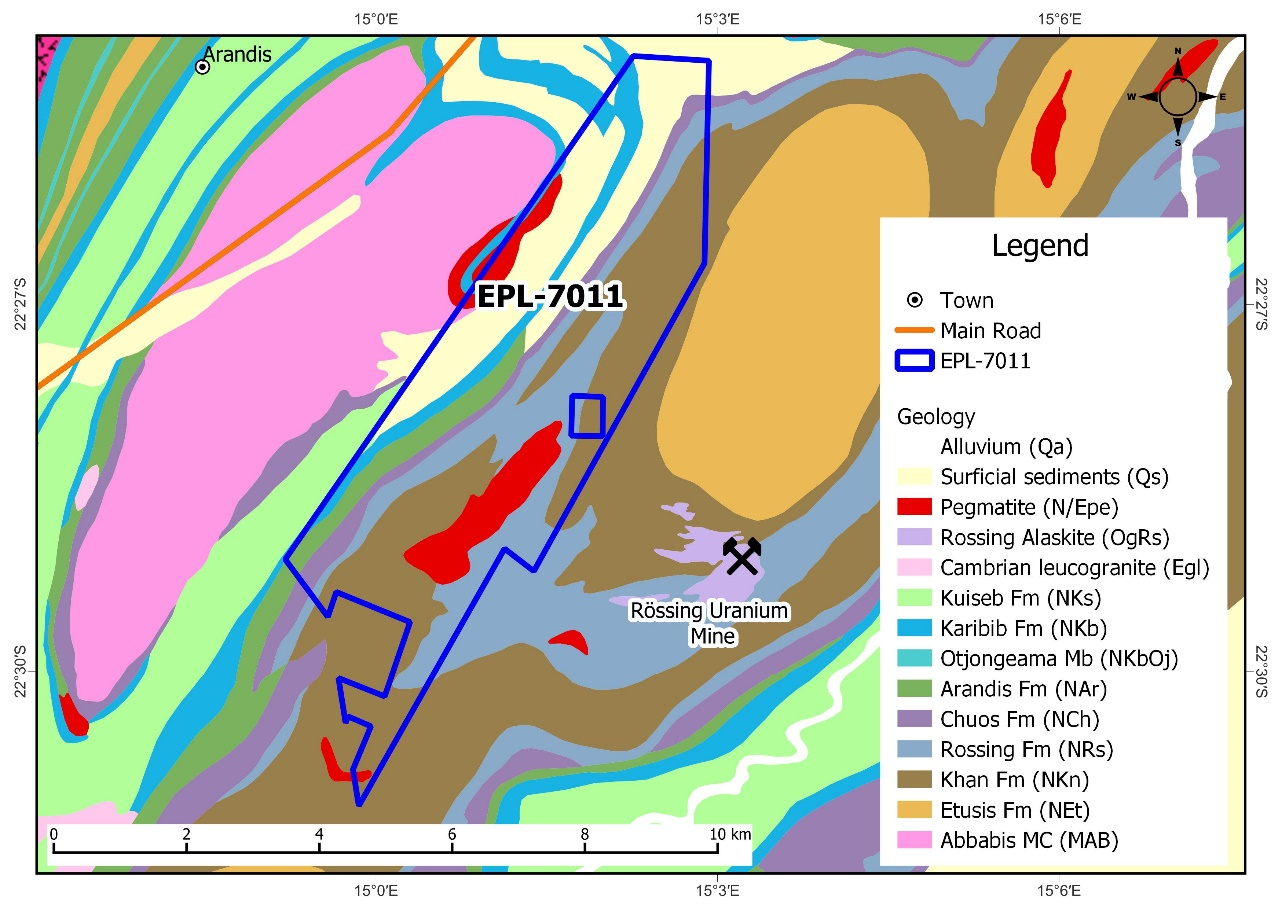 15°0'E 15°3'E 15°6'E
Arandis
N
W E
S
Legend
Town
Main Road
EPL-7011
Geology
Alluvium (Qa)
Surficial sediments (Qs)
Pegmatite (N/Epe)
Rossing Alaskite (OgRs)
Cambrian leucogranite (Egl)
Kuiseb Fm (NKs)
Karibib Fm (NKb)
Otjongeama Mb (NKbOj)
Arandis Fm (NAr)
Chuos Fm (NCh)
Rossing Fm (NRs)
Khan Fm (NKn)
Etusis Fm (NEt)
Abbabis MC (MAB)
EPL-7011
Rössing Uranium
Mine
22°27'S 22°27'S
22°30'S 22°30'S
0 2 4 6 8 10 km
15°0'E 15°3'E 15°6'E